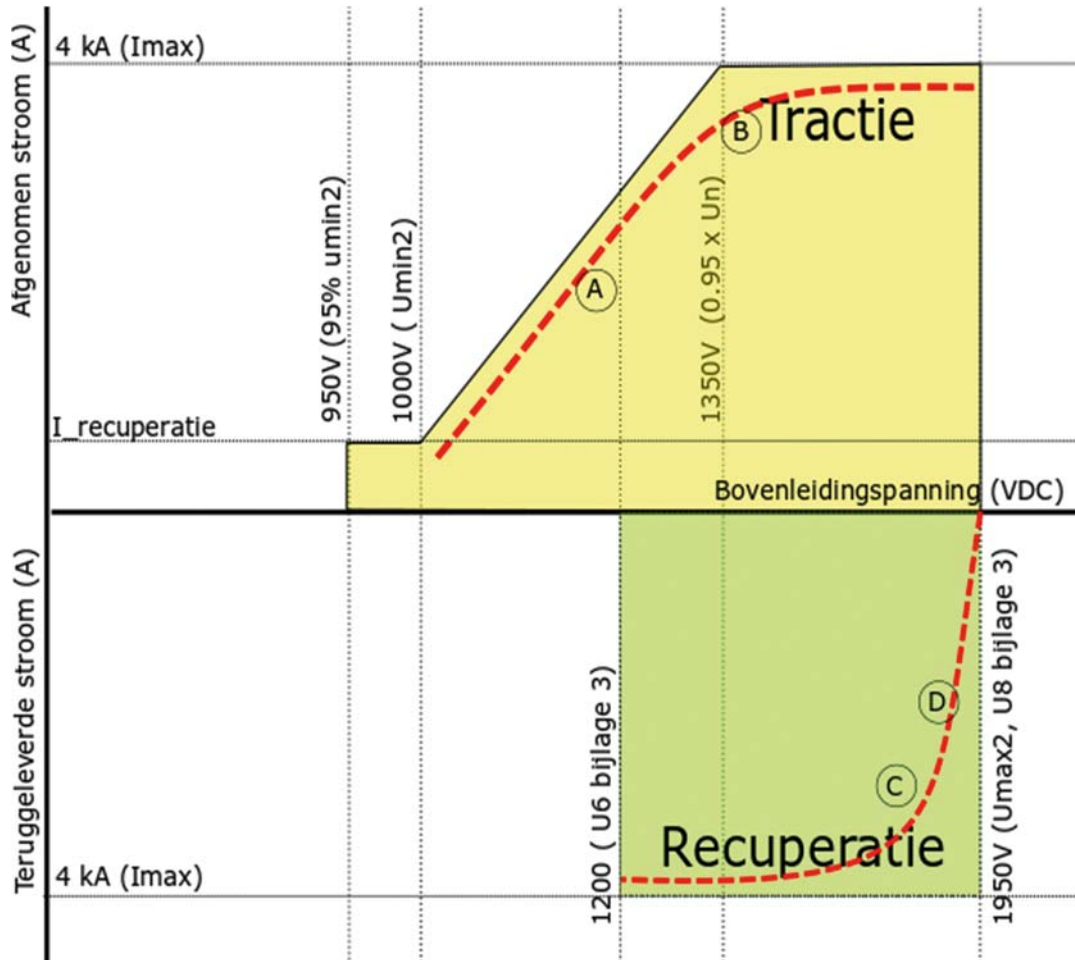 Afgenomen stroom (A)
4 kA (Imax)
950V (95% umin2)
1000V ( Umin2)
1350V (0.95 x Un)
Tractie
A
B
I_recuperatie
Bovenleidingspanning (VDC)
Teruggeleverde stroom (A)
1200 ( U6 bijlage 3)
1950V (Umax2, U8 bijlage 3)
D
C
Recuperatie
4 kA (Imax)